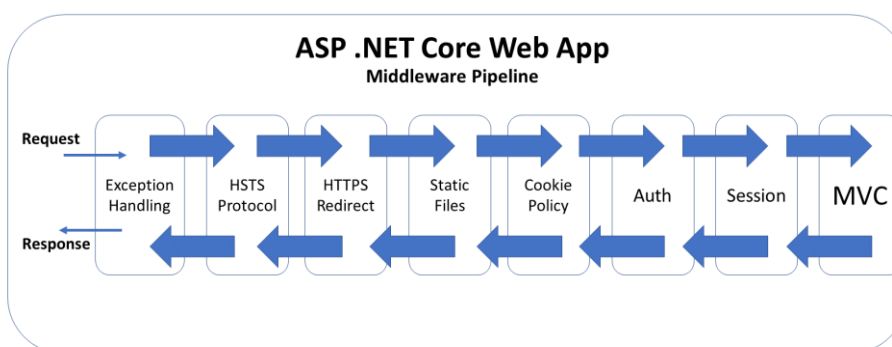 ASP .NET Core Web App
Middleware Pipeline
Request
Exception
Handling
HSTS
Protocol
HTTPS
Redirect
Static
Files
Cookie
Policy
Auth
Session
MVC
Response